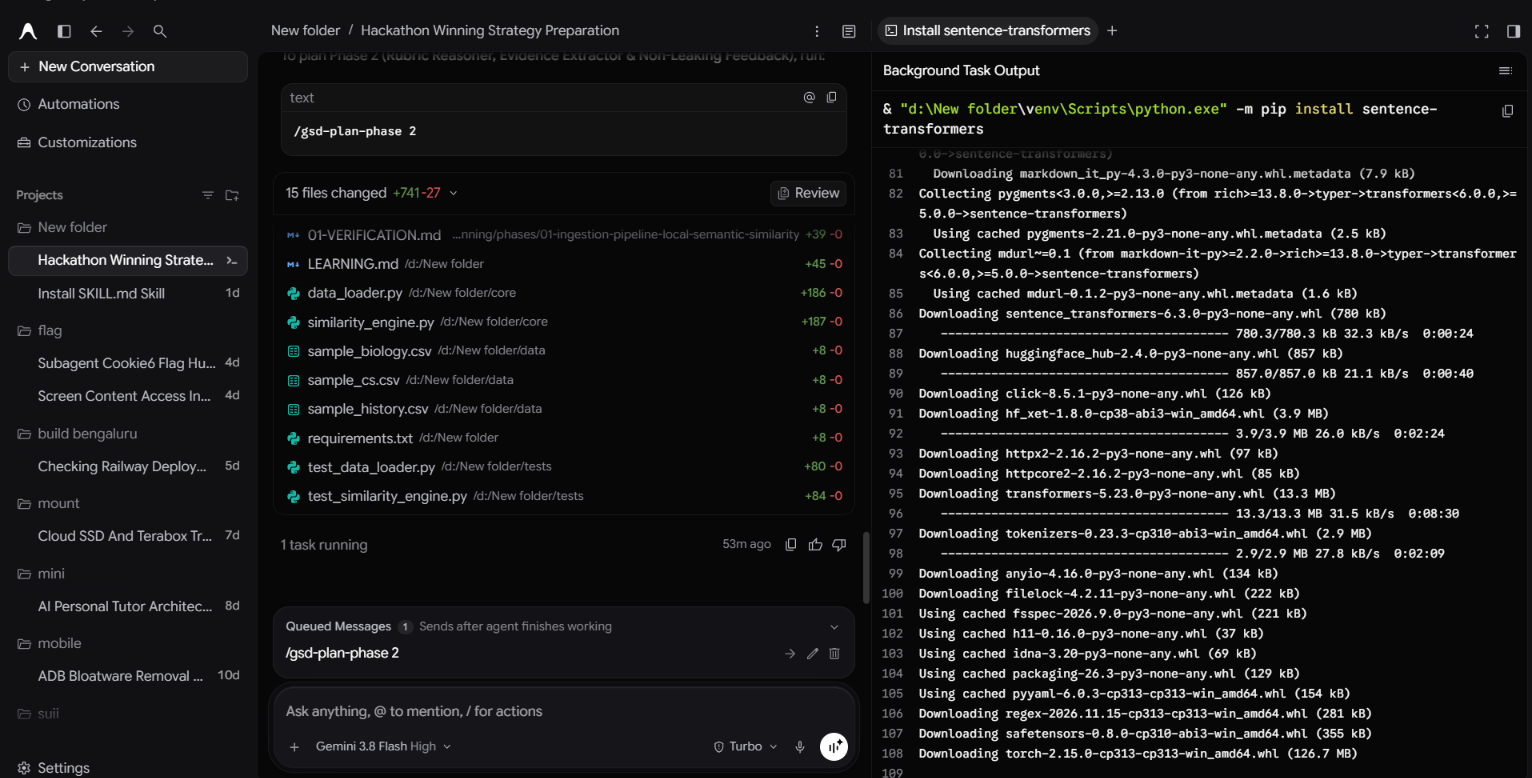 New Conversation
Automations
Customizations
Projects
New folder
Hackathon Winning Strate...
Install SKILL.md Skill 1d
flag
Subagent Cookie6 Flag Hu... 4d
Screen Content Access In... 4d
build bengaluru
Checking Railway Deploy... 5d
mount
Cloud SSD And Terabox Tr... 7d
mini
AI Personal Tutor Architec... 8d
mobile
ADB Bloatware Removal ... 10d
suii
Settings
New folder / Hackathon Winning Strategy Preparation
To plan Phase 2 (Rubric Reasoner, Evidence Extractor & Non-Leaking Feedback), run:
text
/gsd-plan-phase 2
15 files changed +741 -27
Review
01-VERIFICATION.md ...nning/phases/01-ingestion-pipeline-local-semantic-similarity +39 -0
LEARNING.md /d:/New folder +45 -0
data_loader.py /d:/New folder/core +186 -0
similarity_engine.py /d:/New folder/core +187 -0
sample_biology.csv /d:/New folder/data +8 -0
sample_cs.csv /d:/New folder/data +8 -0
sample_history.csv /d:/New folder/data +8 -0
requirements.txt /d:/New folder +8 -0
test_data_loader.py /d:/New folder/tests +80 -0
test_similarity_engine.py /d:/New folder/tests +84 -0
1 task running 53m ago
Queued Messages 1 Sends after agent finishes working
/gsd-plan-phase 2
Ask anything, @ to mention, / for actions
Gemini 3.8 Flash High
Turbo
Install sentence-transformers
Background Task Output
& "d:\New folder\venv\Scripts\python.exe" -m pip install sentence-
transformers
0.0->sentence-transformers)
81 Downloading markdown_it_py-4.3.0-py3-none-any.whl.metadata (7.9 kB)
82 Collecting pygments<3.0.0,>=2.13.0 (from rich>=13.8.0->typer->transformers<6.0.0,>=
5.0.0->sentence-transformers)
83 Using cached pygments-2.21.0-py3-none-any.whl.metadata (2.5 kB)
84 Collecting mdurl~=0.1 (from markdown-it-py>=2.2.0->rich>=13.8.0->typer->transformer
s<6.0.0,>=5.0.0->sentence-transformers)
85 Using cached mdurl-0.1.2-py3-none-any.whl.metadata (1.6 kB)
86 Downloading sentence_transformers-6.3.0-py3-none-any.whl (780 kB)
87 ---------------------------------------- 780.3/780.3 kB 32.3 kB/s 0:00:24
88 Downloading huggingface_hub-2.4.0-py3-none-any.whl (857 kB)
89 ---------------------------------------- 857.0/857.0 kB 21.1 kB/s 0:00:40
90 Downloading click-8.5.1-py3-none-any.whl (126 kB)
91 Downloading hf_xet-1.8.0-cp38-abi3-win_amd64.whl (3.9 MB)
92 ---------------------------------------- 3.9/3.9 MB 26.0 kB/s 0:02:24
93 Downloading httpx2-2.16.2-py3-none-any.whl (97 kB)
94 Downloading httpcore2-2.16.2-py3-none-any.whl (85 kB)
95 Downloading transformers-5.23.0-py3-none-any.whl (13.3 MB)
96 ---------------------------------------- 13.3/13.3 MB 31.5 kB/s 0:08:30
97 Downloading tokenizers-0.23.3-cp310-abi3-win_amd64.whl (2.9 MB)
98 ---------------------------------------- 2.9/2.9 MB 27.8 kB/s 0:02:09
99 Downloading anyio-4.16.0-py3-none-any.whl (134 kB)
100 Downloading filelock-4.2.11-py3-none-any.whl (222 kB)
101 Using cached fsspec-2026.9.0-py3-none-any.whl (221 kB)
102 Using cached h11-0.16.0-py3-none-any.whl (37 kB)
103 Using cached idna-3.20-py3-none-any.whl (69 kB)
104 Using cached packaging-26.3-py3-none-any.whl (129 kB)
105 Using cached pyyaml-6.0.3-cp313-cp313-win_amd64.whl (154 kB)
106 Downloading regex-2026.11.15-cp313-cp313-win_amd64.whl (281 kB)
107 Downloading safetensors-0.8.0-cp310-abi3-win_amd64.whl (355 kB)
108 Downloading torch-2.15.0-cp313-cp313-win_amd64.whl (126.7 MB)
109